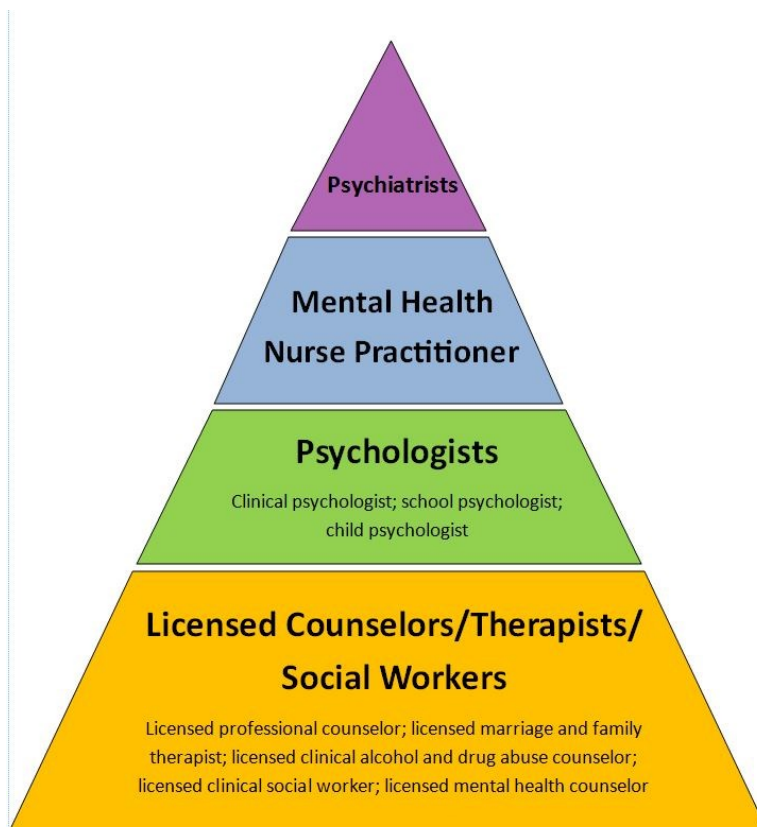 Psychiatrists
Mental Health
Nurse Practitioner
Psychologists
Clinical psychologist; school psychologist;
child psychologist
Licensed Counselors/Therapists/
Social Workers
Licensed professional counselor; licensed marriage and family
therapist; licensed clinical alcohol and drug abuse counselor;
licensed clinical social worker; licensed mental health counselor